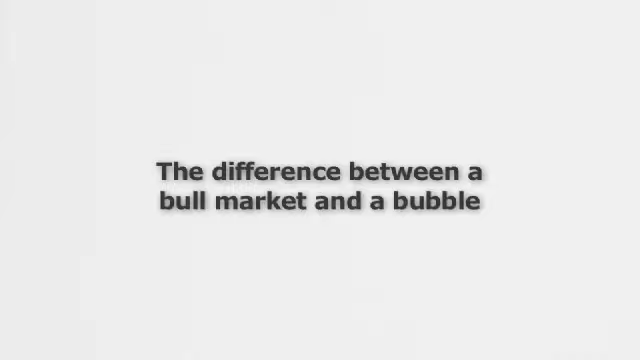 The difference between a
bull market and a bubble